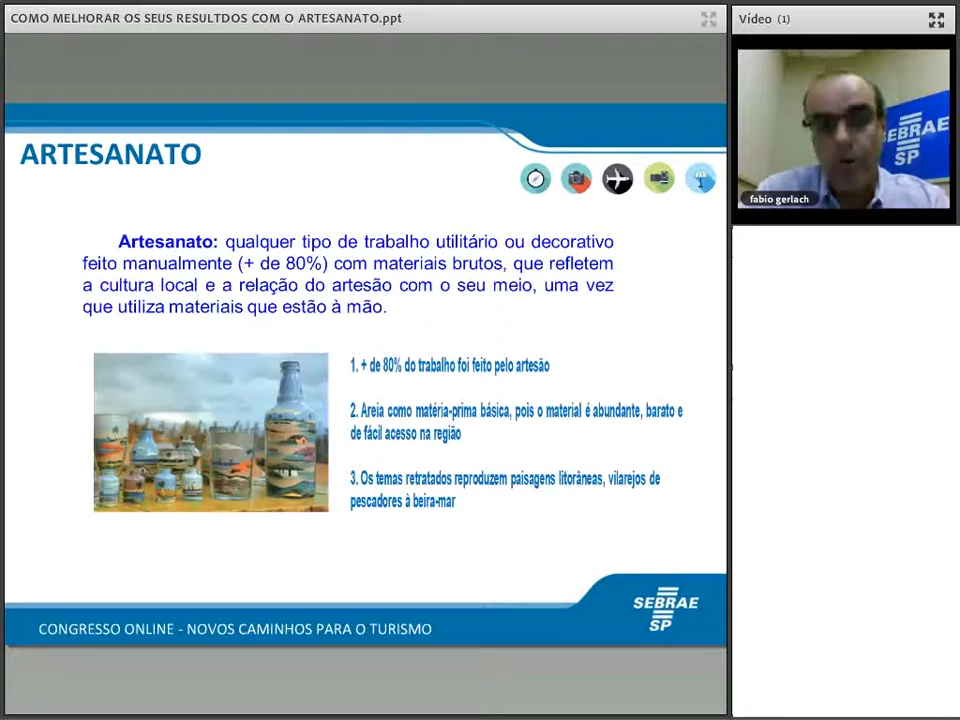 COMO MELHORAR OS SEUS RESULTDOS COM O ARTESANATO.ppt
Vídeo (1)
SEBRAE
SP
fabio gerlach
ARTESANATO
Artesanato: qualquer tipo de trabalho utilitário ou decorativo
feito manualmente (+ de 80%) com materiais brutos, que refletem
a cultura local e a relação do artesão com o seu meio, uma vez
que utiliza materiais que estão à mão.
1. + de 80% do trabalho foi feito pelo artesão
2. Areia como matéria-prima básica, pois o material é abundante, barato e
de fácil acesso na região
3. Os temas retratados reproduzem paisagens litorâneas, vilarejos de
pescadores à beira-mar
SEBRAE
SP
CONGRESSO ONLINE - NOVOS CAMINHOS PARA O TURISMO